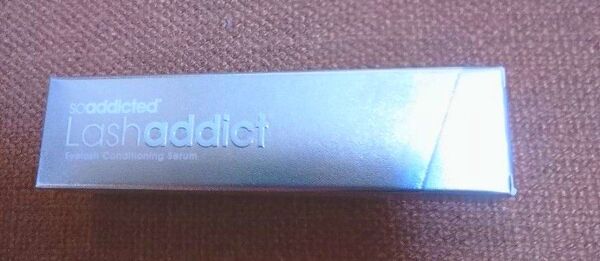 soaddicted®
Lashaddict
Eyelash Conditioning Serum